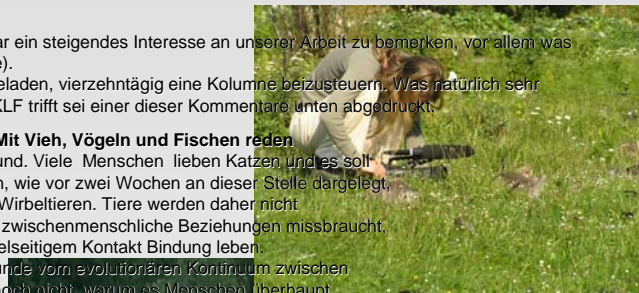 ar ein steigendes Interesse an unserer Arbeit zu bemerken, vor allem was
e).
eladen, vierzehntägig eine Kolumne beizusteuern. Was natürlich sehr
KLF trifft sei einer dieser Kommentare unten abgedruckt.
Mit Vieh, Vögeln und Fischen reden
und. Viele Menschen lieben Katzen und es soll
n, wie vor zwei Wochen an dieser Stelle dargelegt,
Wirbeltieren. Tiere werden daher nicht
zwischenmenschliche Beziehungen missbraucht,
elseitigem Kontakt Bindung leben.
unde vom evolutionären Kontinuum zwischen
noch nicht, warum es Menschen überhaupt